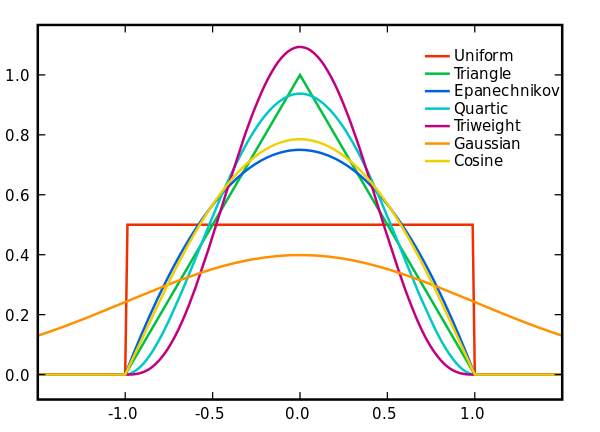 Uniform
Triangle
Epanechnikov
Quartic
Triweight
Gaussian
Cosine
1.0
0.8
0.6
0.4
0.2
0.0
-1.0 -0.5 0.0 0.5 1.0